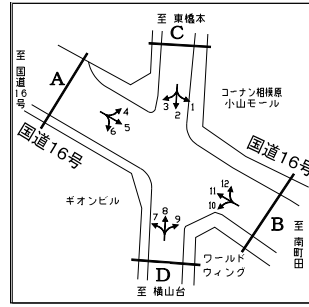 至 東橋本
C
至 国道16号
A
コーナン相模原
小山モール
4
5
6
3
2
1
国道16号
国道16号
ギオンビル
12
11
10
B
至 南町田
8
7
9
ワールド
ウィング
D
至 横山台